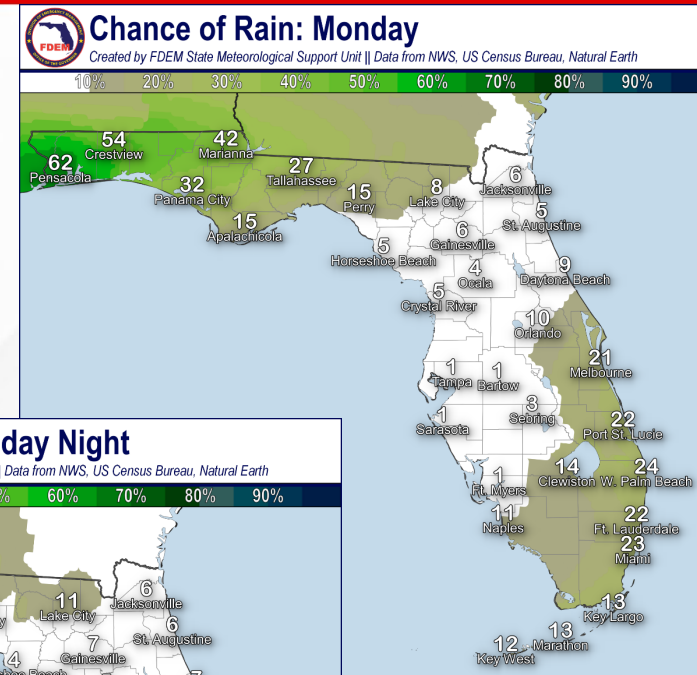 Chance of Rain: Monday
FDEM
Created by FDEM State Meteorological Support Unit || Data from NWS, US Census Bureau, Natural Earth
10% 20% 30% 40% 50% 60% 70% 80% 90%
54
Crestview
42
Marianna
62
Pensacola
27
Tallahassee
32
Panama City
15
Perry
8
Lake City
6
Jacksonville
15
Apalachicola
5
St. Augustine
6
Gainesville
5
Horseshoe Beach
4
Ocala
9
Daytona Beach
5
Crystal River
10
Orlando
21
Melbourne
1
Tampa
1
Bartow
3
Sebring
1
Sarasota
22
Port St. Lucie
14
Clewiston
24
W. Palm Beach
1
Ft. Myers
11
Naples
22
Ft. Lauderdale
23
Miami
13
Key Largo
13
Marathon
12
Key West
day Night
Data from NWS, US Census Bureau, Natural Earth
% 60% 70% 80% 90%
11
Lake City
6
Jacksonville
6
St. Augustine
y
7
Gainesville
4
shoe Beach
7